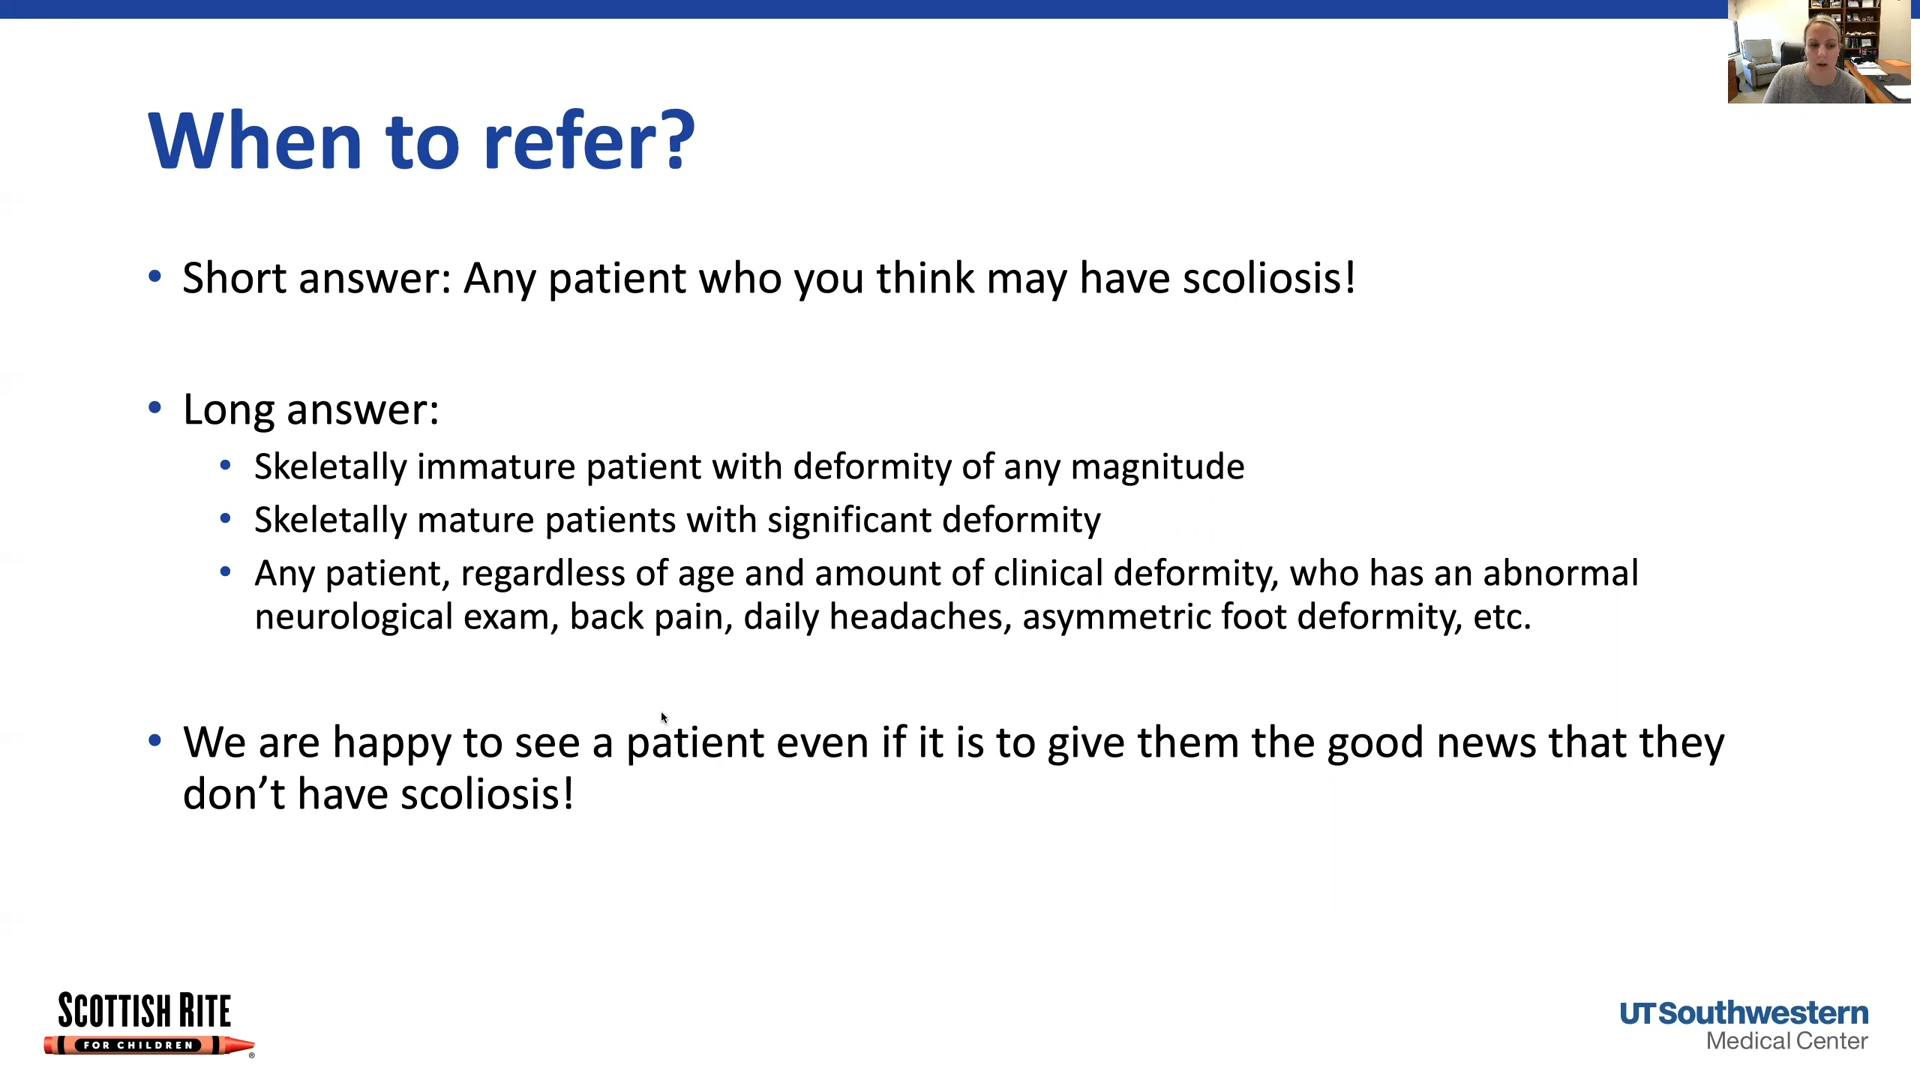 When to refer?
• Short answer: Any patient who you think may have scoliosis!
• Long answer:
• Skeletally immature patient with deformity of any magnitude
• Skeletally mature patients with significant deformity
• Any patient, regardless of age and amount of clinical deformity, who has an abnormal
neurological exam, back pain, daily headaches, asymmetric foot deformity, etc.
• We are happy to see a patient even if it is to give them the good news that they
don’t have scoliosis!
SCOTTISH RITE
FOR CHILDREN
®
UTSouthwestern
Medical Center